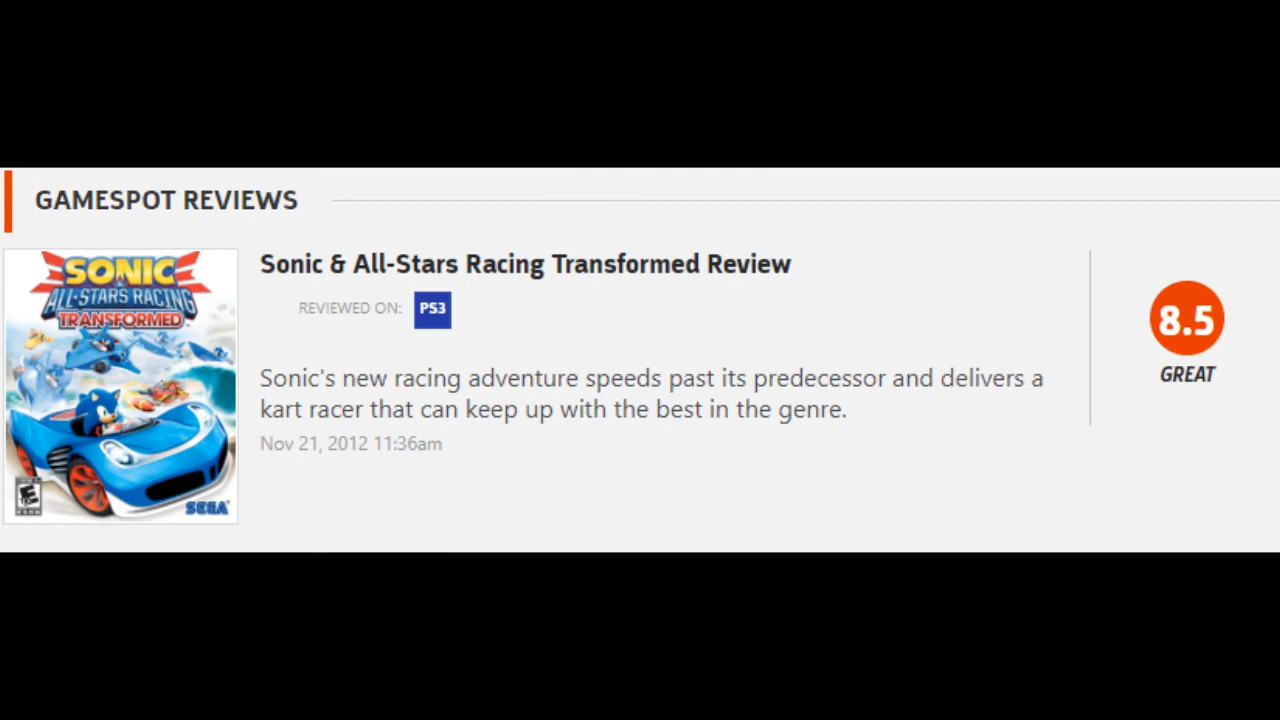 GAMESPOT REVIEWS
SONIC
ALL-STARS RACING
TRANSFORMED
E
SEGA
Sonic & All-Stars Racing Transformed Review
REVIEWED ON: PS3
Sonic's new racing adventure speeds past its predecessor and delivers a
kart racer that can keep up with the best in the genre.
Nov 21, 2012 11:36am
8.5
GREAT